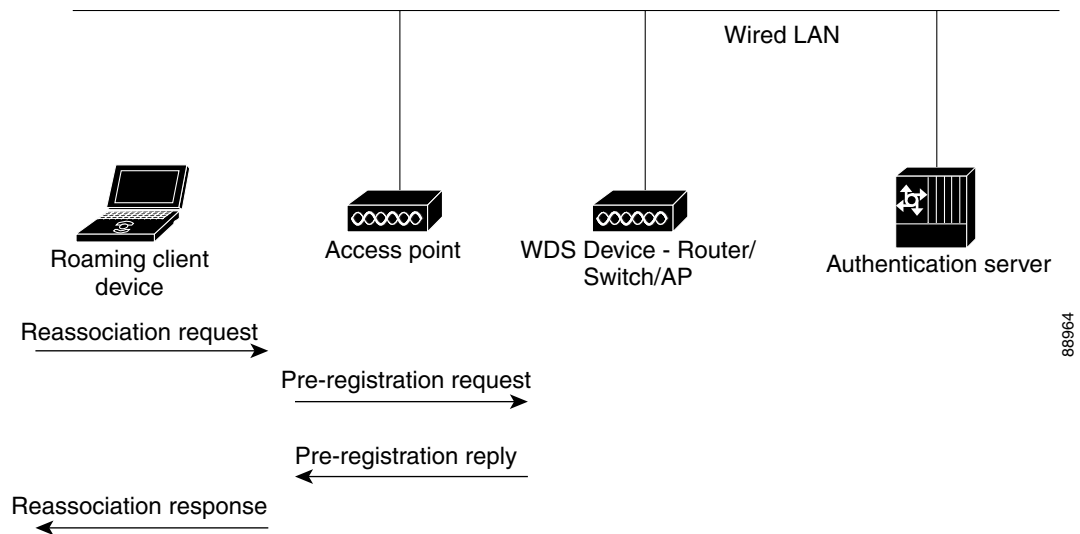 Wired LAN
Roaming client
device
Access point
WDS Device - Router/
Switch/AP
Authentication server
88964
Reassociation request
Pre-registration request
Pre-registration reply
Reassociation response